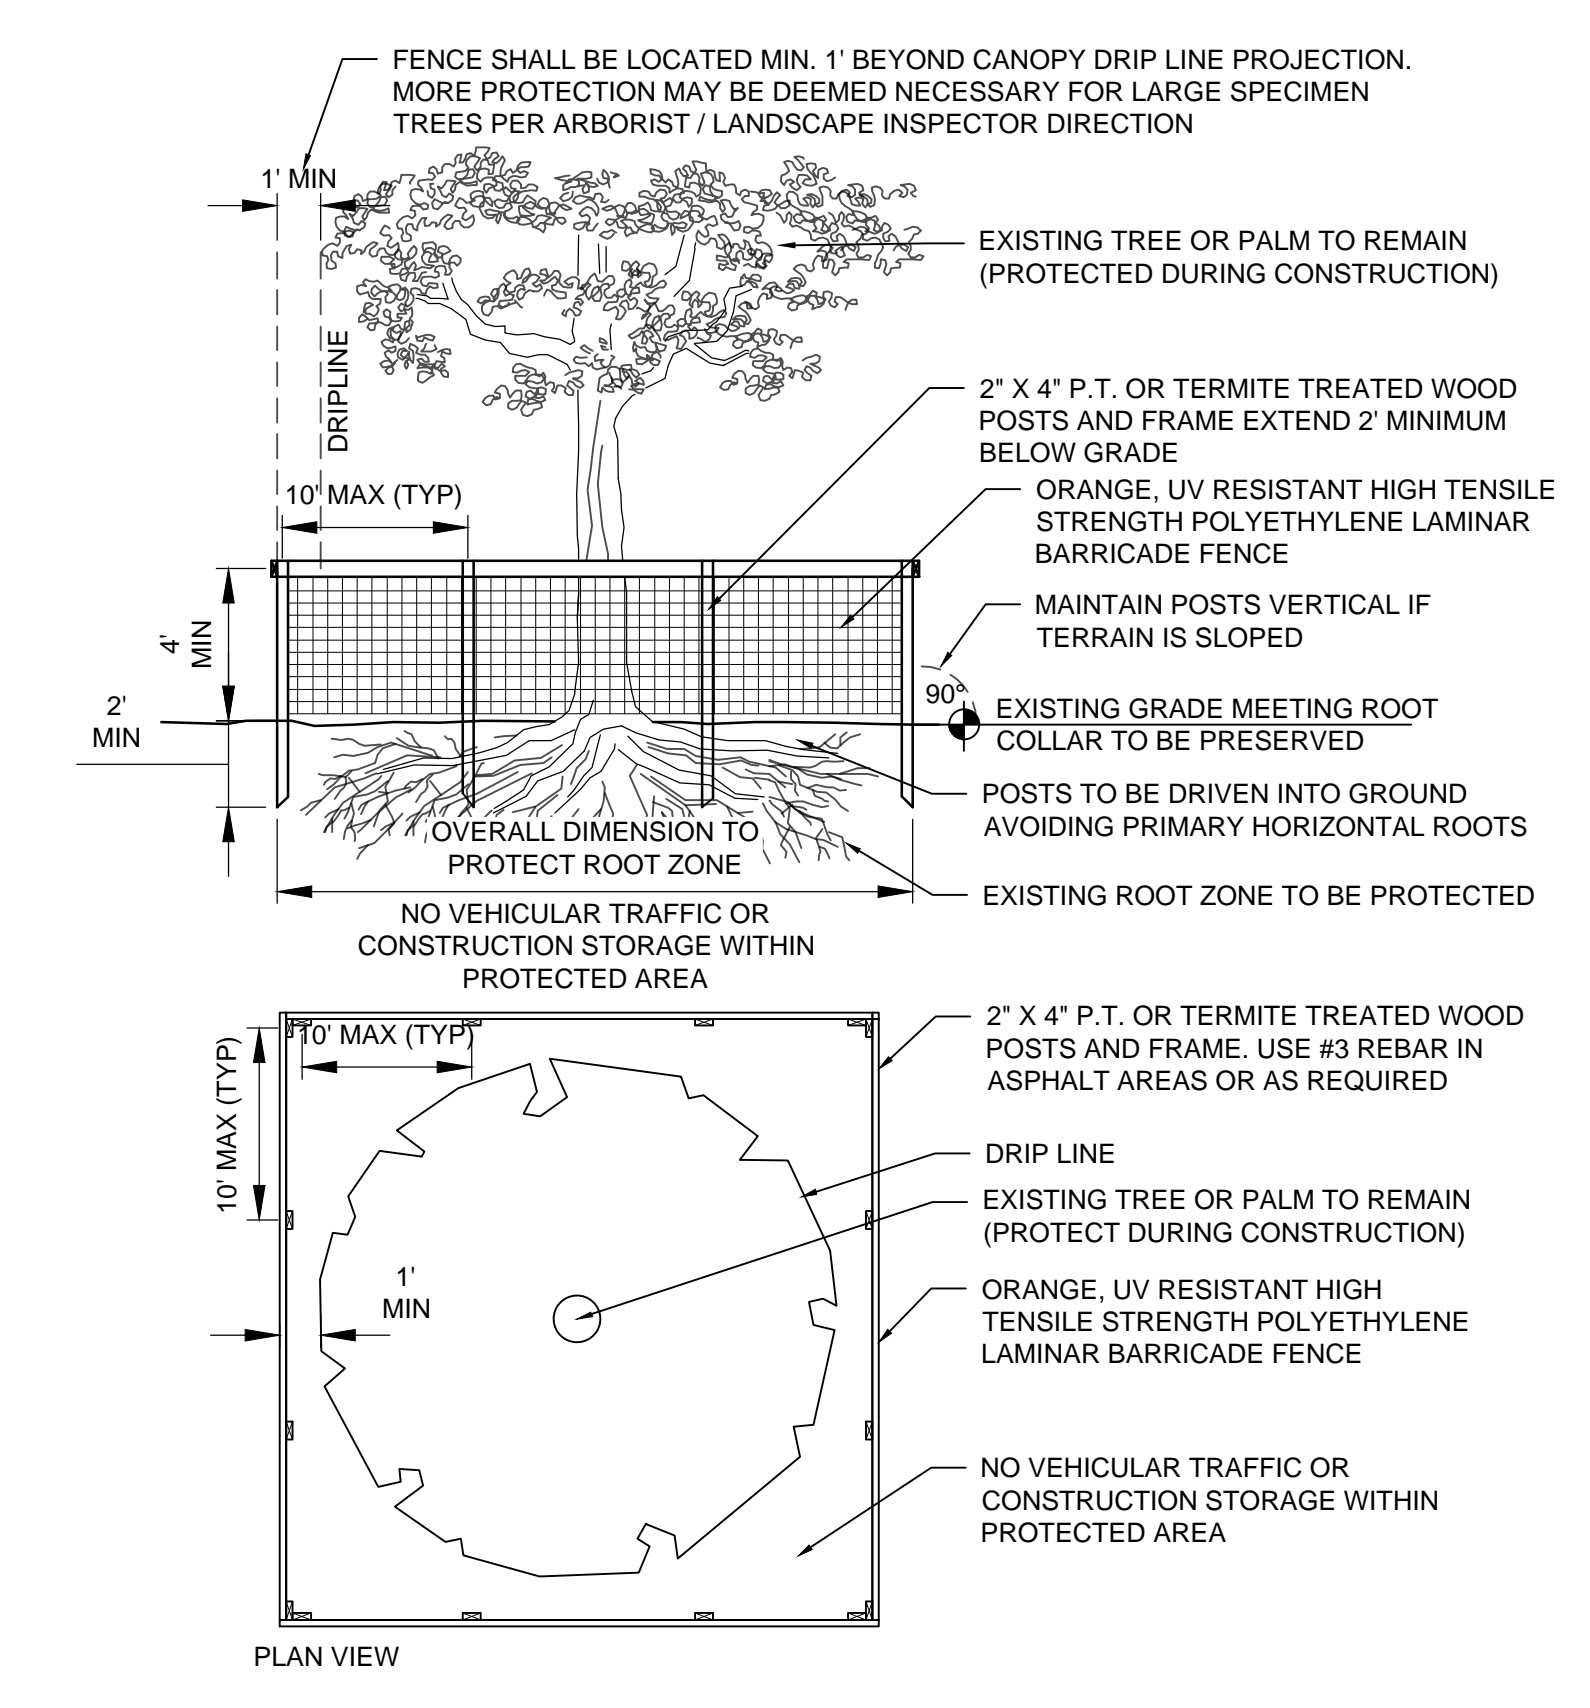 FENCE SHALL BE LOCATED MIN. 1' BEYOND CANOPY DRIP LINE PROJECTION.
MORE PROTECTION MAY BE DEEMED NECESSARY FOR LARGE SPECIMEN
TREES PER ARBORIST / LANDSCAPE INSPECTOR DIRECTION
1' MIN
EXISTING TREE OR PALM TO REMAIN
(PROTECTED DURING CONSTRUCTION)
DRIPLINE
2" X 4" P.T. OR TERMITE TREATED WOOD
POSTS AND FRAME EXTEND 2' MINIMUM
BELOW GRADE
10' MAX (TYP)
ORANGE, UV RESISTANT HIGH TENSILE
STRENGTH POLYETHYLENE LAMINAR
BARRICADE FENCE
4'
MIN
MAINTAIN POSTS VERTICAL IF
TERRAIN IS SLOPED
90°
2'
MIN
EXISTING GRADE MEETING ROOT
COLLAR TO BE PRESERVED
POSTS TO BE DRIVEN INTO GROUND
AVOIDING PRIMARY HORIZONTAL ROOTS
OVERALL DIMENSION TO
PROTECT ROOT ZONE
EXISTING ROOT ZONE TO BE PROTECTED
NO VEHICULAR TRAFFIC OR
CONSTRUCTION STORAGE WITHIN
PROTECTED AREA
2" X 4" P.T. OR TERMITE TREATED WOOD
POSTS AND FRAME. USE #3 REBAR IN
ASPHALT AREAS OR AS REQUIRED
10' MAX (TYP)
10' MAX (TYP)
DRIP LINE
EXISTING TREE OR PALM TO REMAIN
(PROTECT DURING CONSTRUCTION)
1'
MIN
ORANGE, UV RESISTANT HIGH
TENSILE STRENGTH POLYETHYLENE
LAMINAR BARRICADE FENCE
NO VEHICULAR TRAFFIC OR
CONSTRUCTION STORAGE WITHIN
PROTECTED AREA
PLAN VIEW